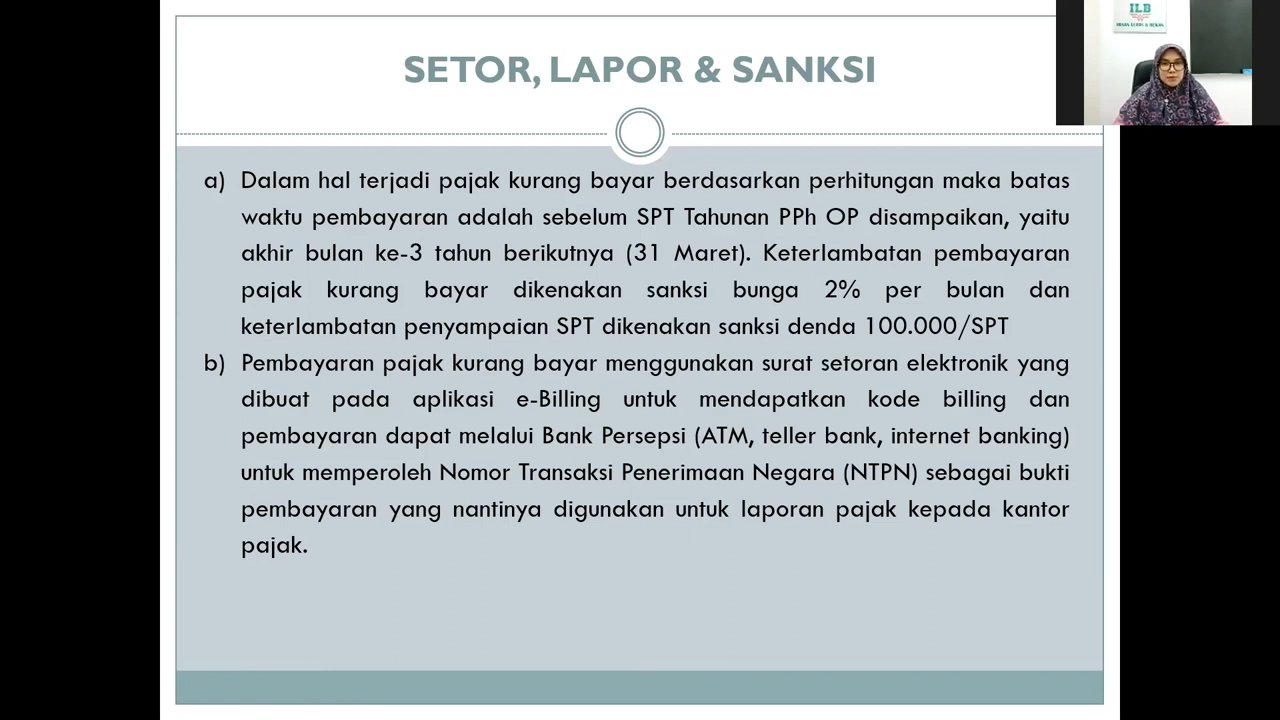 SETOR, LAPOR & SANKSI
ILB
a) Dalam hal terjadi pajak kurang bayar berdasarkan perhitungan maka batas
waktu pembayaran adalah sebelum SPT Tahunan PPh OP disampaikan, yaitu
akhir bulan ke-3 tahun berikutnya (31 Maret). Keterlambatan pembayaran
pajak kurang bayar dikenakan sanksi bunga 2% per bulan dan
keterlambatan penyampaian SPT dikenakan sanksi denda 100.000/SPT
b) Pembayaran pajak kurang bayar menggunakan surat setoran elektronik yang
dibuat pada aplikasi e-Billing untuk mendapatkan kode billing dan
pembayaran dapat melalui Bank Persepsi (ATM, teller bank, internet banking)
untuk memperoleh Nomor Transaksi Penerimaan Negara (NTPN) sebagai bukti
pembayaran yang nantinya digunakan untuk laporan pajak kepada kantor
pajak.